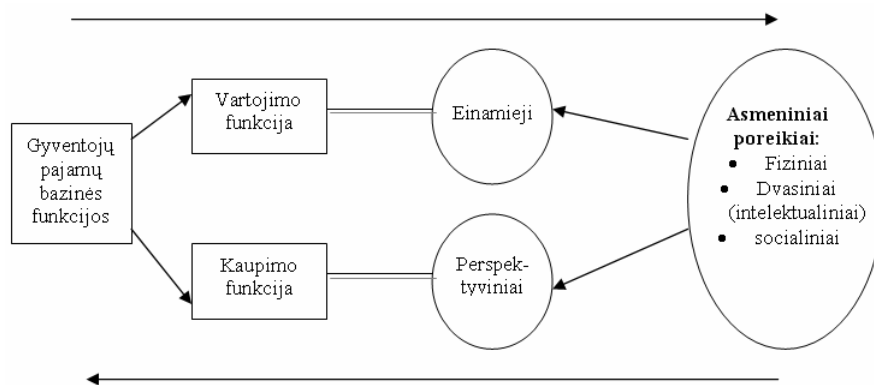 Gyventojų
pajamų
bazinės
funkcijos
Vartojimo
funkcija
Kaupimo
funkcija
Einamieji
Perspek-
tyviniai
Asmeniniai
poreikiai:
• Fiziniai
• Dvasiniai
(intelektualiniai)
• socialiniai